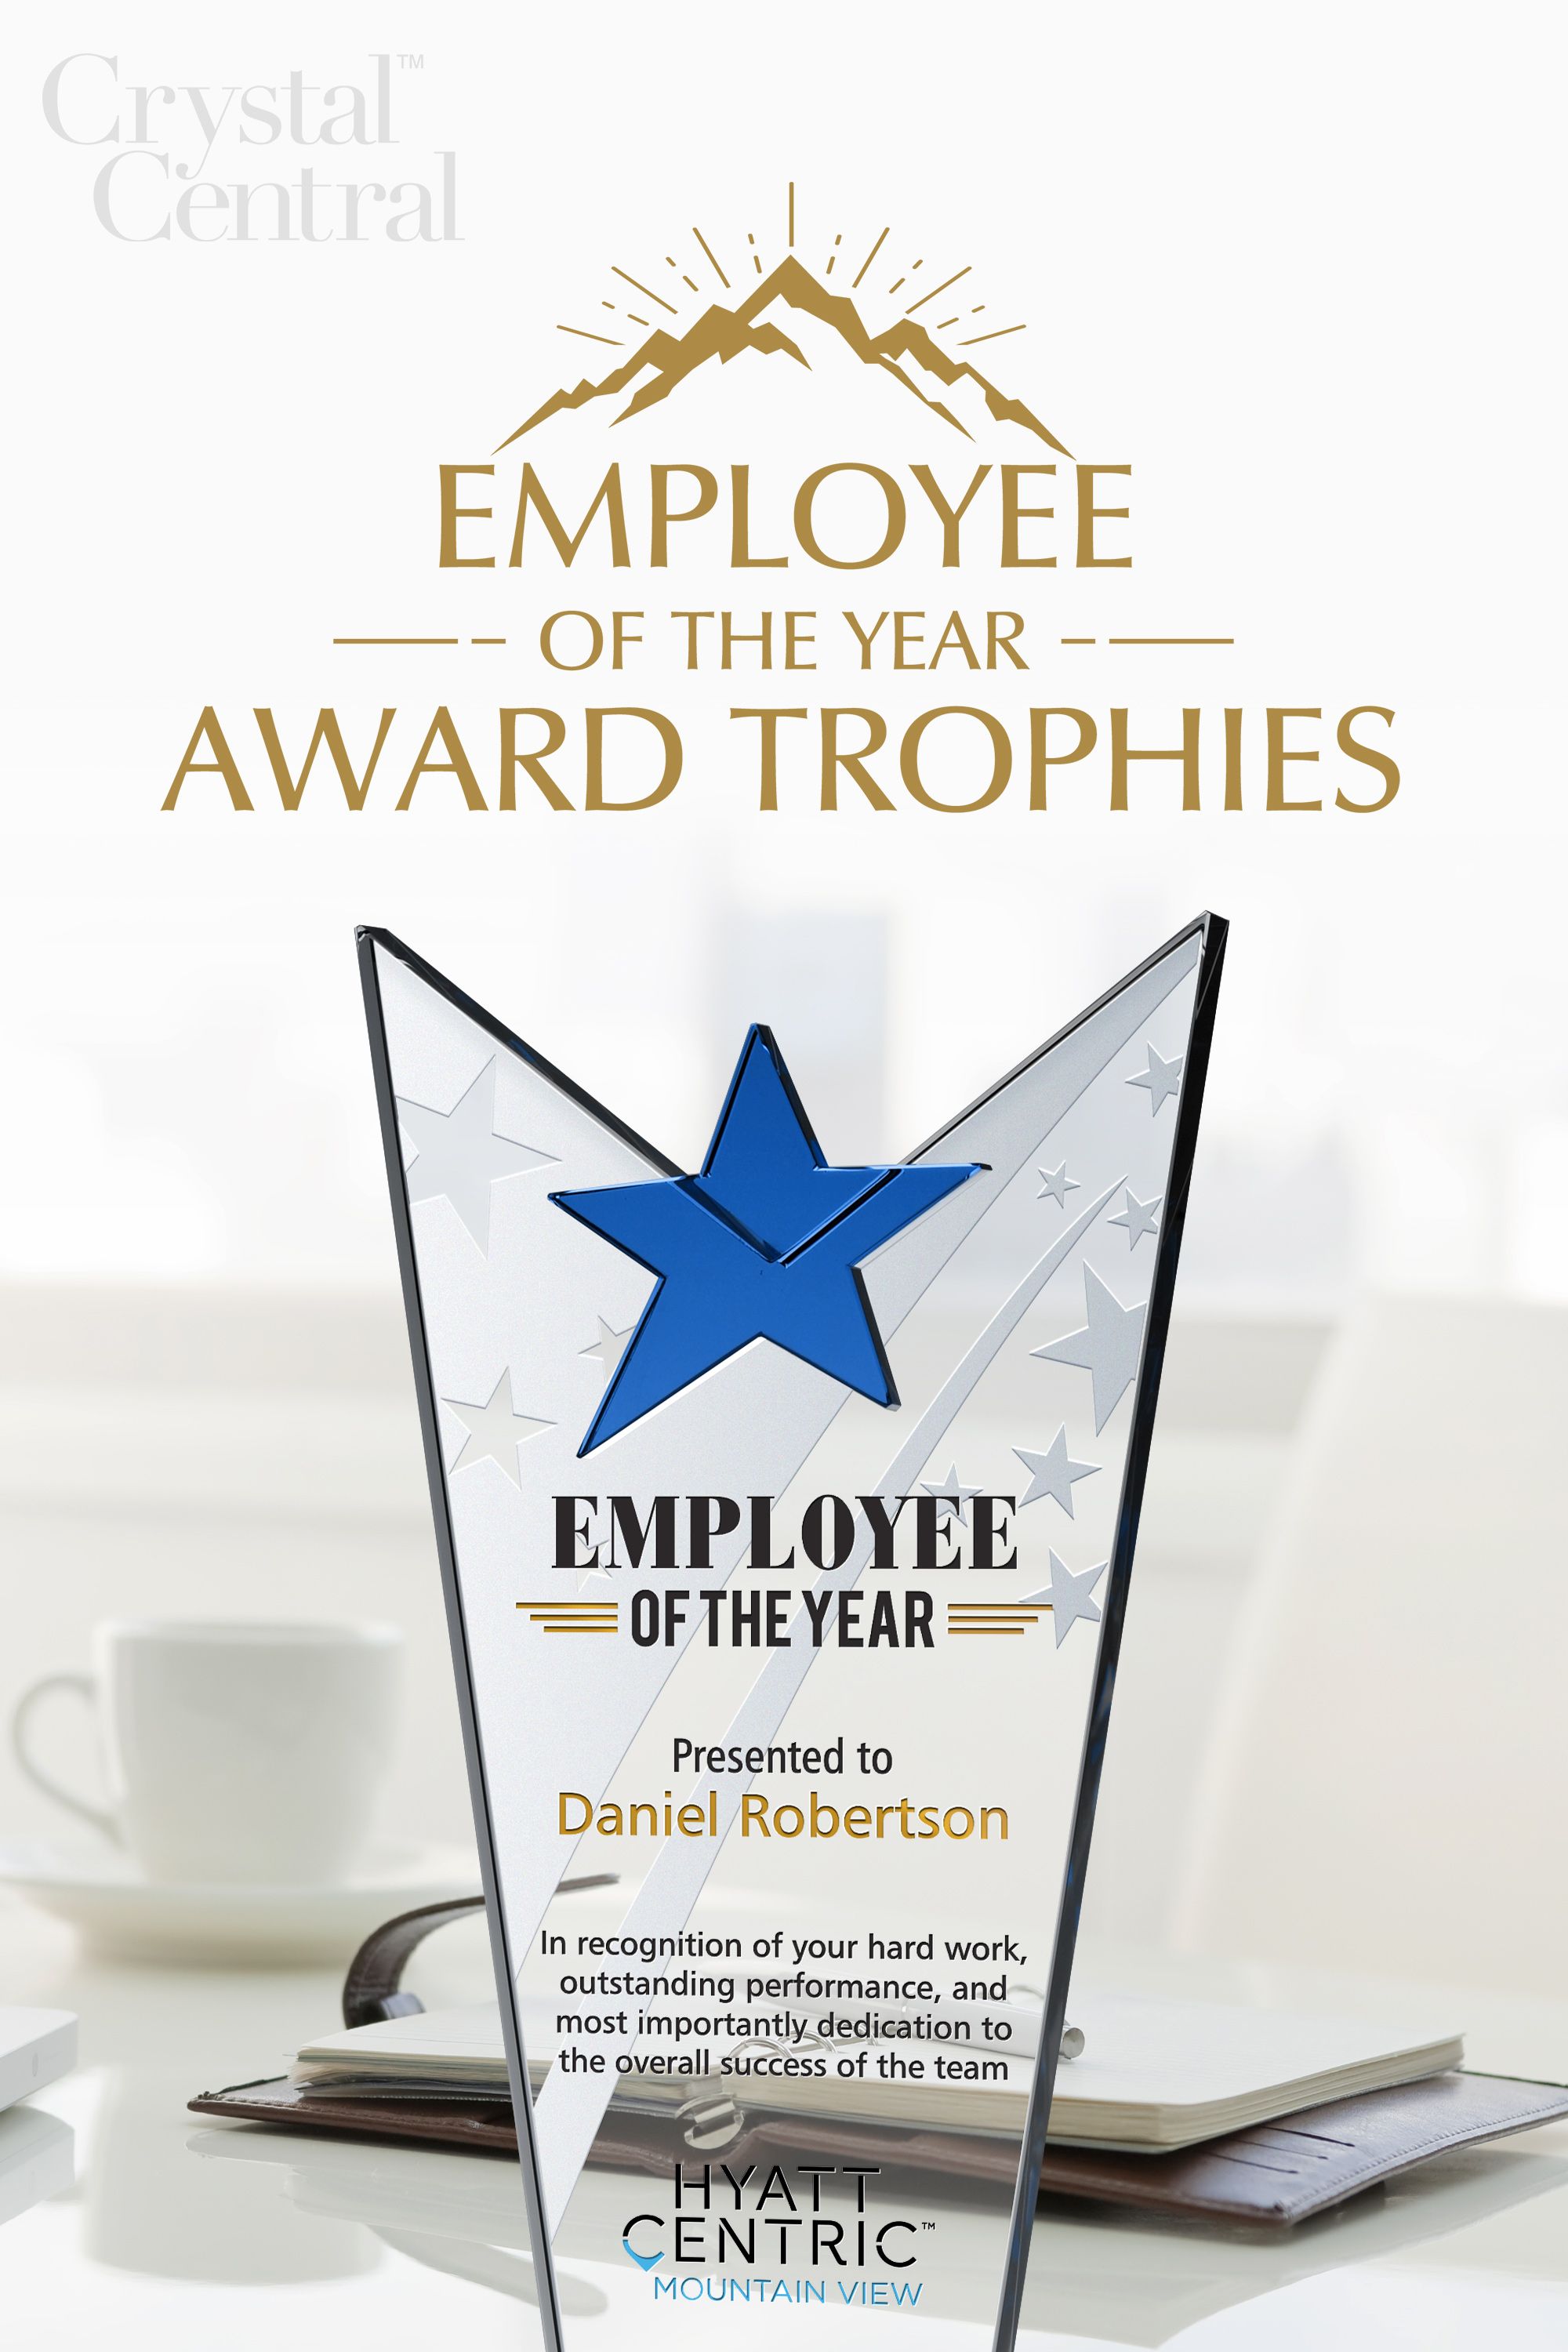 Crystal™
Central
EMPLOYEE
OF THE YEAR
AWARD TROPHIES
EMPLOYEE
OF THE YEAR
Presented to
Daniel Robertson
In recognition of your hard work,
outstanding performance, and
most importantly dedication to
the overall success of the team
HYATT
CENTRIC™
MOUNTAIN VIEW